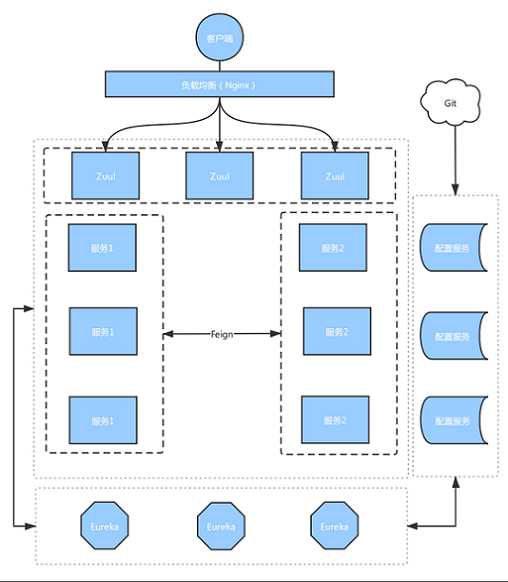 客户端
负载均衡（Nginx）
Git
Zuul
Zuul
Zuul
服务1
服务2
配置服务
服务1
Feign
服务2
配置服务
服务1
服务2
配置服务
Eureka
Eureka
Eureka